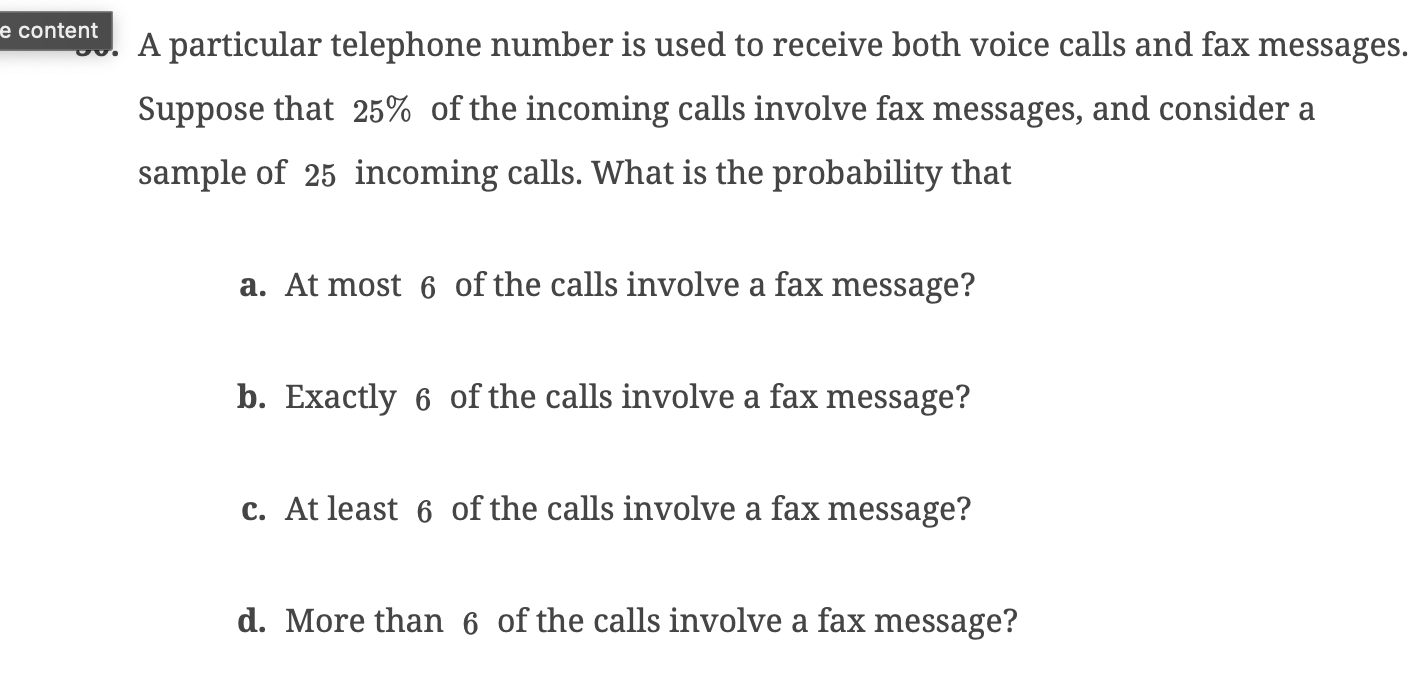 e content
A particular telephone number is used to receive both voice calls and fax messages.
Suppose that 25% of the incoming calls involve fax messages, and consider a
sample of 25 incoming calls. What is the probability that
a. At most 6 of the calls involve a fax message?
b. Exactly 6 of the calls involve a fax message?
c. At least 6 of the calls involve a fax message?
d. More than 6 of the calls involve a fax message?